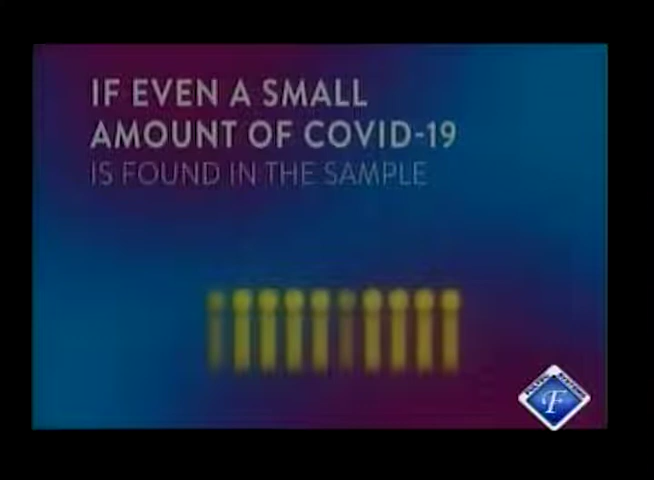 IF EVEN A SMALL
AMOUNT OF COVID-19
IS FOUND IN THE SAMPLE
F